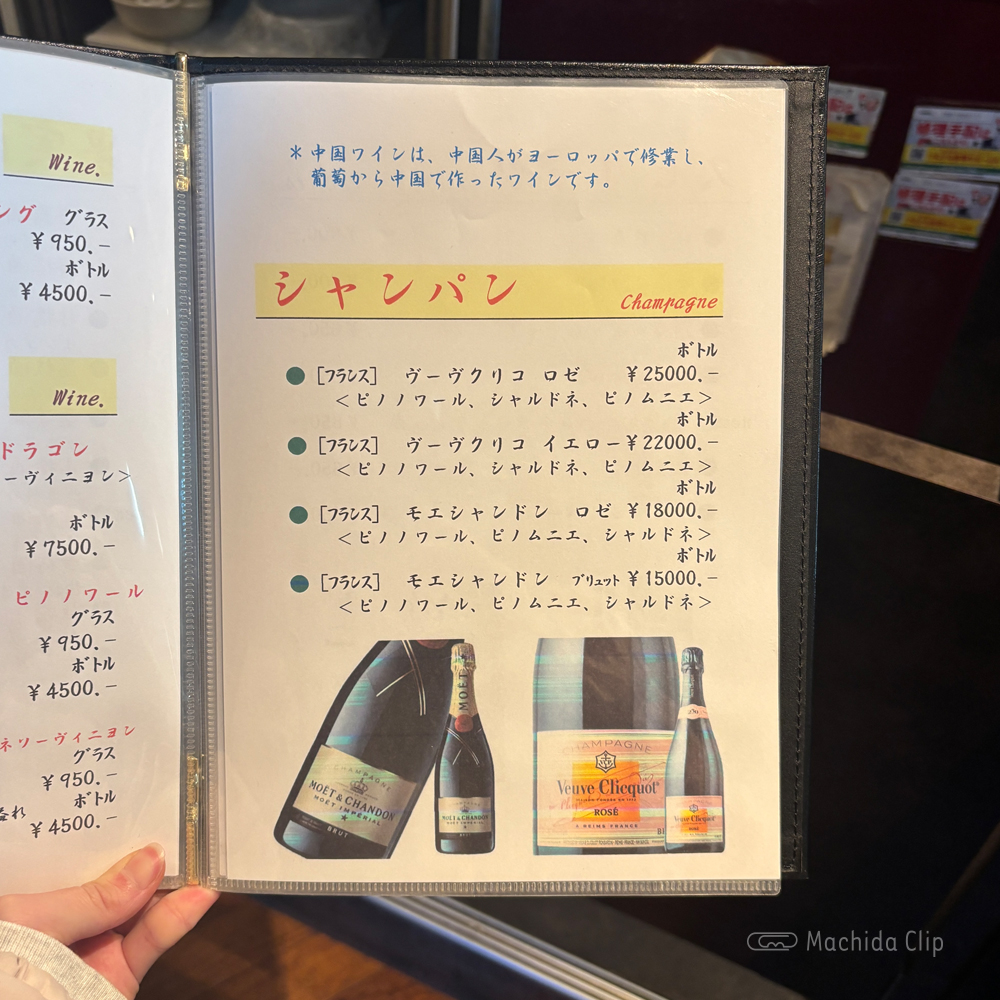 Wine.
ング グラス
¥950.-
ボトル
¥4500.-
Wine.
ドラゴン
ーヴィニヨン>
ボトル
¥7500.-
ピノノワール
グラス
¥950.-
ボトル
¥4500.-
ネソーヴィニヨン
グラス
¥950.-
ボトル
¥4500.-
*中国ワインは、中国人がヨーロッパで修業し、
葡萄から中国で作ったワインです。
シャンパン Champagne
ボトル
●[フランス] ヴーヴクリコ ロゼ ¥25000.-
<ピノノワール、シャルドネ、ピノムニエ>
ボトル
●[フランス] ヴーヴクリコ イエロー¥22000.-
<ピノノワール、シャルドネ、ピノムニエ>
ボトル
●[フランス] モエシャンドン ロゼ ¥18000.-
<ピノノワール、ピノムニエ、シャルドネ>
ボトル
●[フランス] モエシャンドン ブリュット ¥15000.-
<ピノノワール、ピノムニエ、シャルドネ>
CHAMPAGNE
MOËT & CHANDON
MOËT IMPÉRIAL
BRUT
MOËT
MOËT & CHANDON
CHAMPAGNE
Veuve Clicquot
ROSÉ
A REIMS FRANCE
Veuve Clicquot
Machida Clip